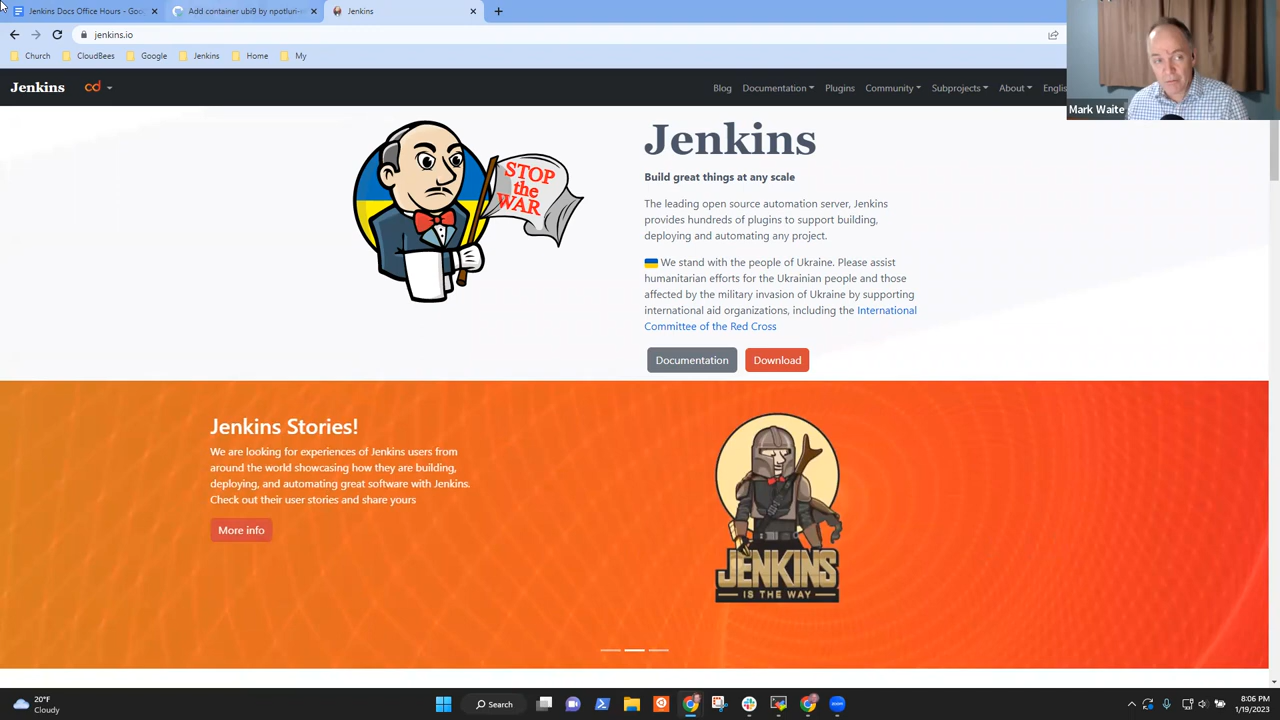 Jenkins Docs Office Hours - Goo
Add container ubi9 by npotluri-n
Jenkins
jenkins.io
Church
CloudBees
Google
Jenkins
Home
My
Jenkins
cd
Blog
Documentation
Plugins
Community
Subprojects
About
Englis
Mark Waite
STOP
the
WAR
Jenkins
Build great things at any scale
The leading open source automation server, Jenkins
provides hundreds of plugins to support building,
deploying and automating any project.
We stand with the people of Ukraine. Please assist
humanitarian efforts for the Ukrainian people and those
affected by the military invasion of Ukraine by supporting
international aid organizations, including the International
Committee of the Red Cross
Documentation
Download
Jenkins Stories!
We are looking for experiences of Jenkins users from
around the world showcasing how they are building,
deploying, and automating great software with Jenkins.
Check out their user stories and share yours
More info
JENKINS
IS THE WAY
20°F
Cloudy
Search
8:06 PM
1/19/2023